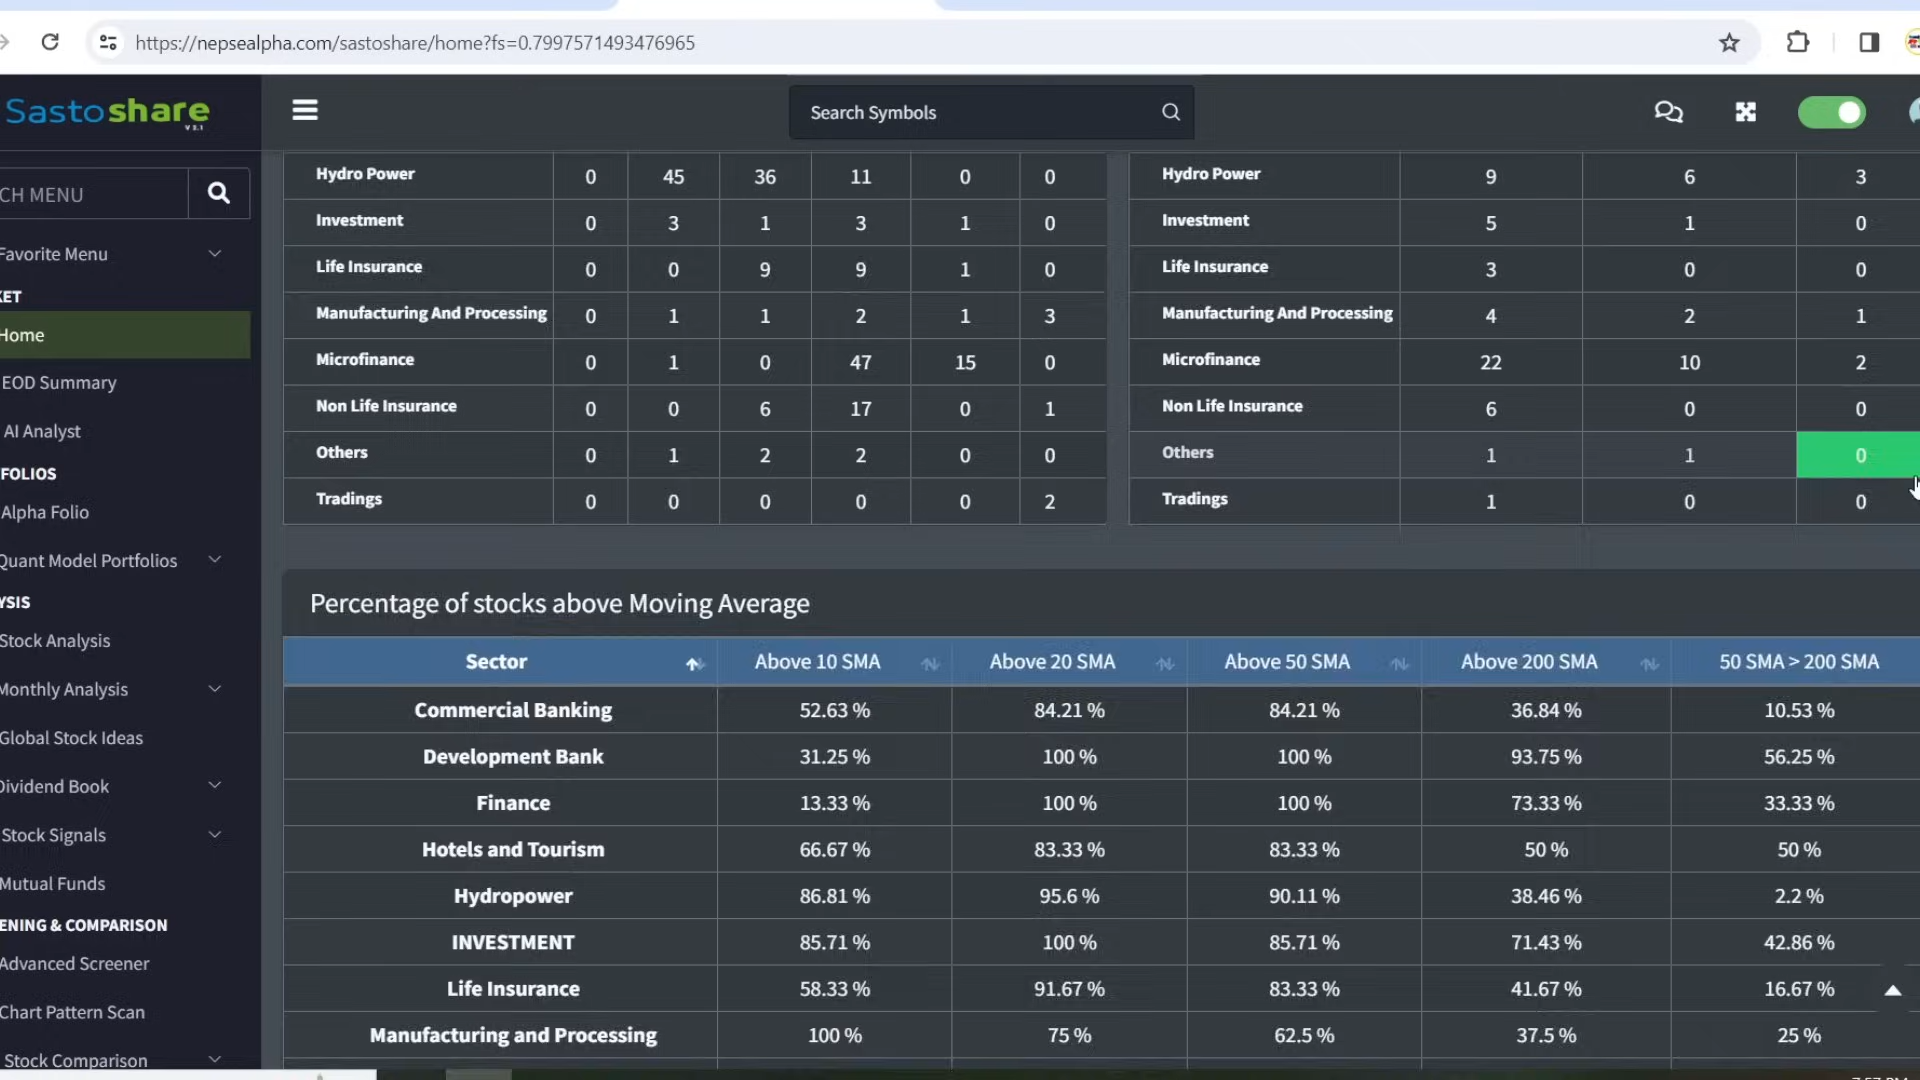 https://nepsealpha.com/sastoshare/home?fs=0.7997571493476965
Sastoshare
V 3.1
Search Symbols
CH MENU
Favorite Menu
KET
Home
EOD Summary
AI Analyst
FOLIOS
Alpha Folio
Quant Model Portfolios
YSIS
Stock Analysis
Monthly Analysis
Global Stock Ideas
Dividend Book
Stock Signals
Mutual Funds
ENING & COMPARISON
Advanced Screener
Chart Pattern Scan
Stock Comparison
Hydro Power 0 45 36 11 0 0
Investment 0 3 1 3 1 0
Life Insurance 0 0 9 9 1 0
Manufacturing And Processing 0 1 1 2 1 3
Microfinance 0 1 0 47 15 0
Non Life Insurance 0 0 6 17 0 1
Others 0 1 2 2 0 0
Tradings 0 0 0 0 0 2
Hydro Power 9 6 3
Investment 5 1 0
Life Insurance 3 0 0
Manufacturing And Processing 4 2 1
Microfinance 22 10 2
Non Life Insurance 6 0 0
Others 1 1 0
Tradings 1 0 0
Percentage of stocks above Moving Average
Sector Above 10 SMA Above 20 SMA Above 50 SMA Above 200 SMA 50 SMA > 200 SMA
Commercial Banking 52.63 % 84.21 % 84.21 % 36.84 % 10.53 %
Development Bank 31.25 % 100 % 100 % 93.75 % 56.25 %
Finance 13.33 % 100 % 100 % 73.33 % 33.33 %
Hotels and Tourism 66.67 % 83.33 % 83.33 % 50 % 50 %
Hydropower 86.81 % 95.6 % 90.11 % 38.46 % 2.2 %
INVESTMENT 85.71 % 100 % 85.71 % 71.43 % 42.86 %
Life Insurance 58.33 % 91.67 % 83.33 % 41.67 % 16.67 %
Manufacturing and Processing 100 % 75 % 62.5 % 37.5 % 25 %